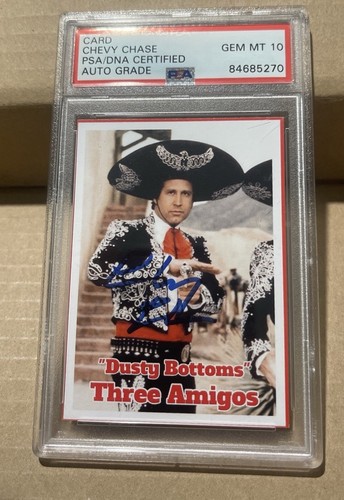 CARD
CHEVY CHASE
PSA/DNA CERTIFIED
AUTO GRADE
GEM MT 10
PSA
84685270
"Dusty Bottoms"
Three Amigos